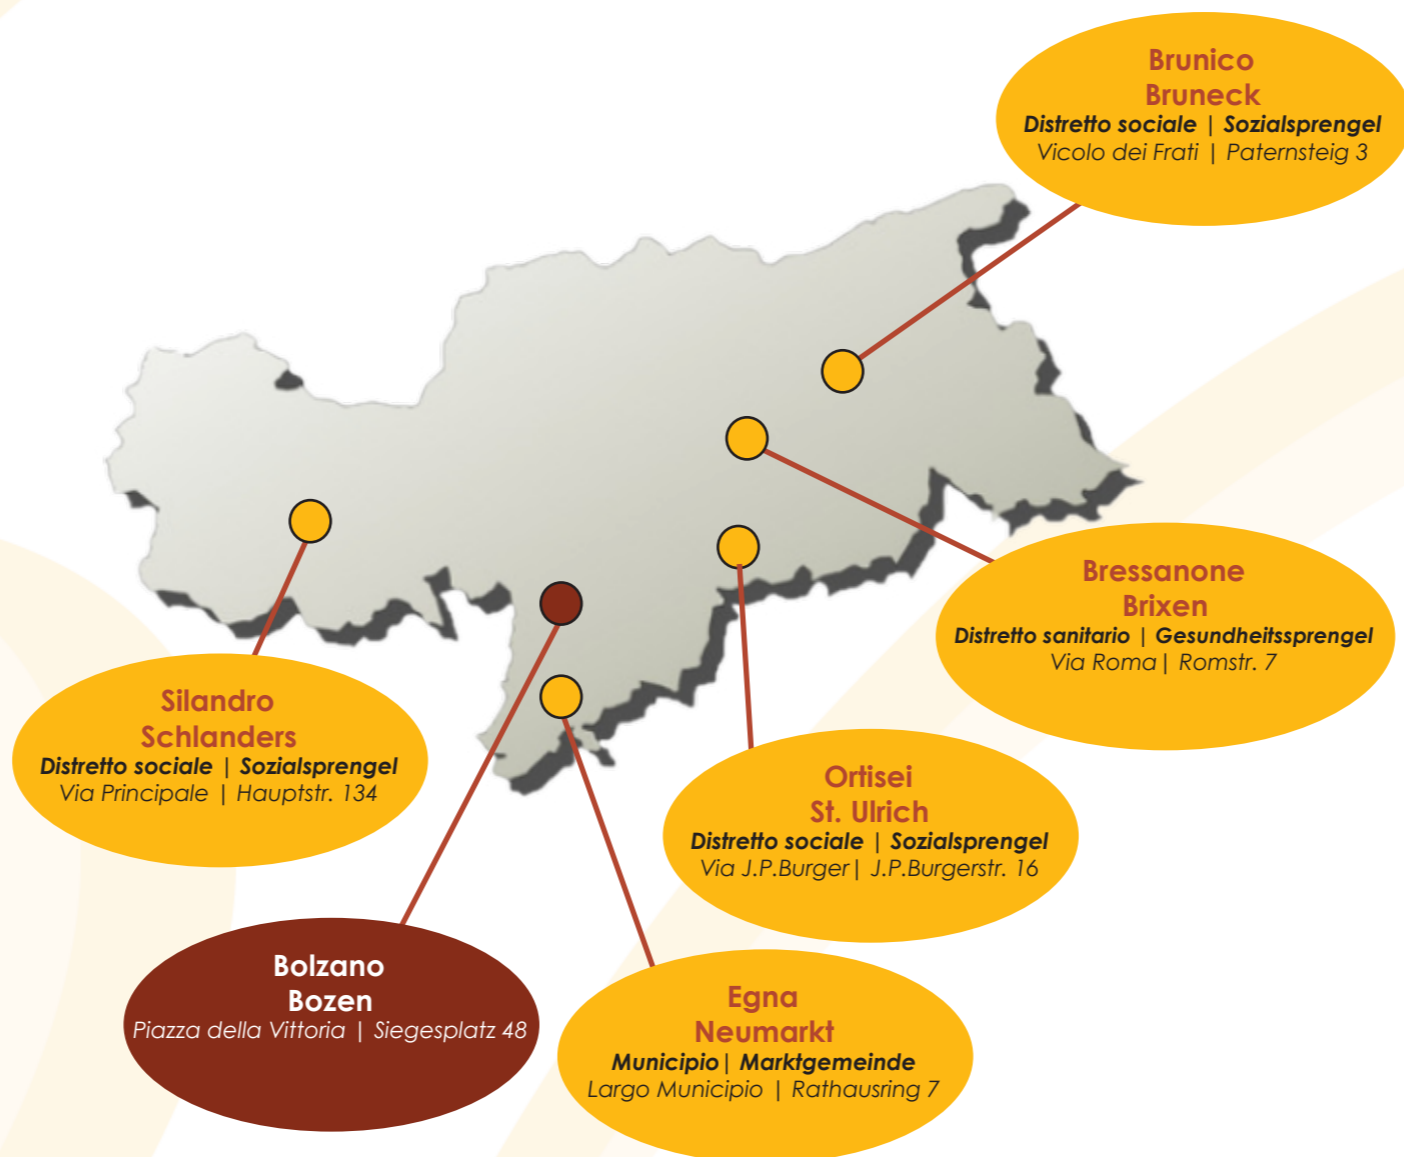 Brunico
Bruneck
Distretto sociale | Sozialsprengel
Vicolo dei Frati | Paternsteig 3
Bressanone
Brixen
Distretto sanitario | Gesundheitssprengel
Via Roma| Romstr. 7
Silandro
Schlanders
Distretto sociale | Sozialsprengel
Via Principale | Hauptstr. 134
Ortisei
St. Ulrich
Distretto sociale | Sozialsprengel
Via J.P.Burger| J.P.Burgerstr. 16
Bolzano
Bozen
Piazza della Vittoria | Siegesplatz 48
Egna
Neumarkt
Municipio| Marktgemeinde
Largo Municipio | Rathausring 7